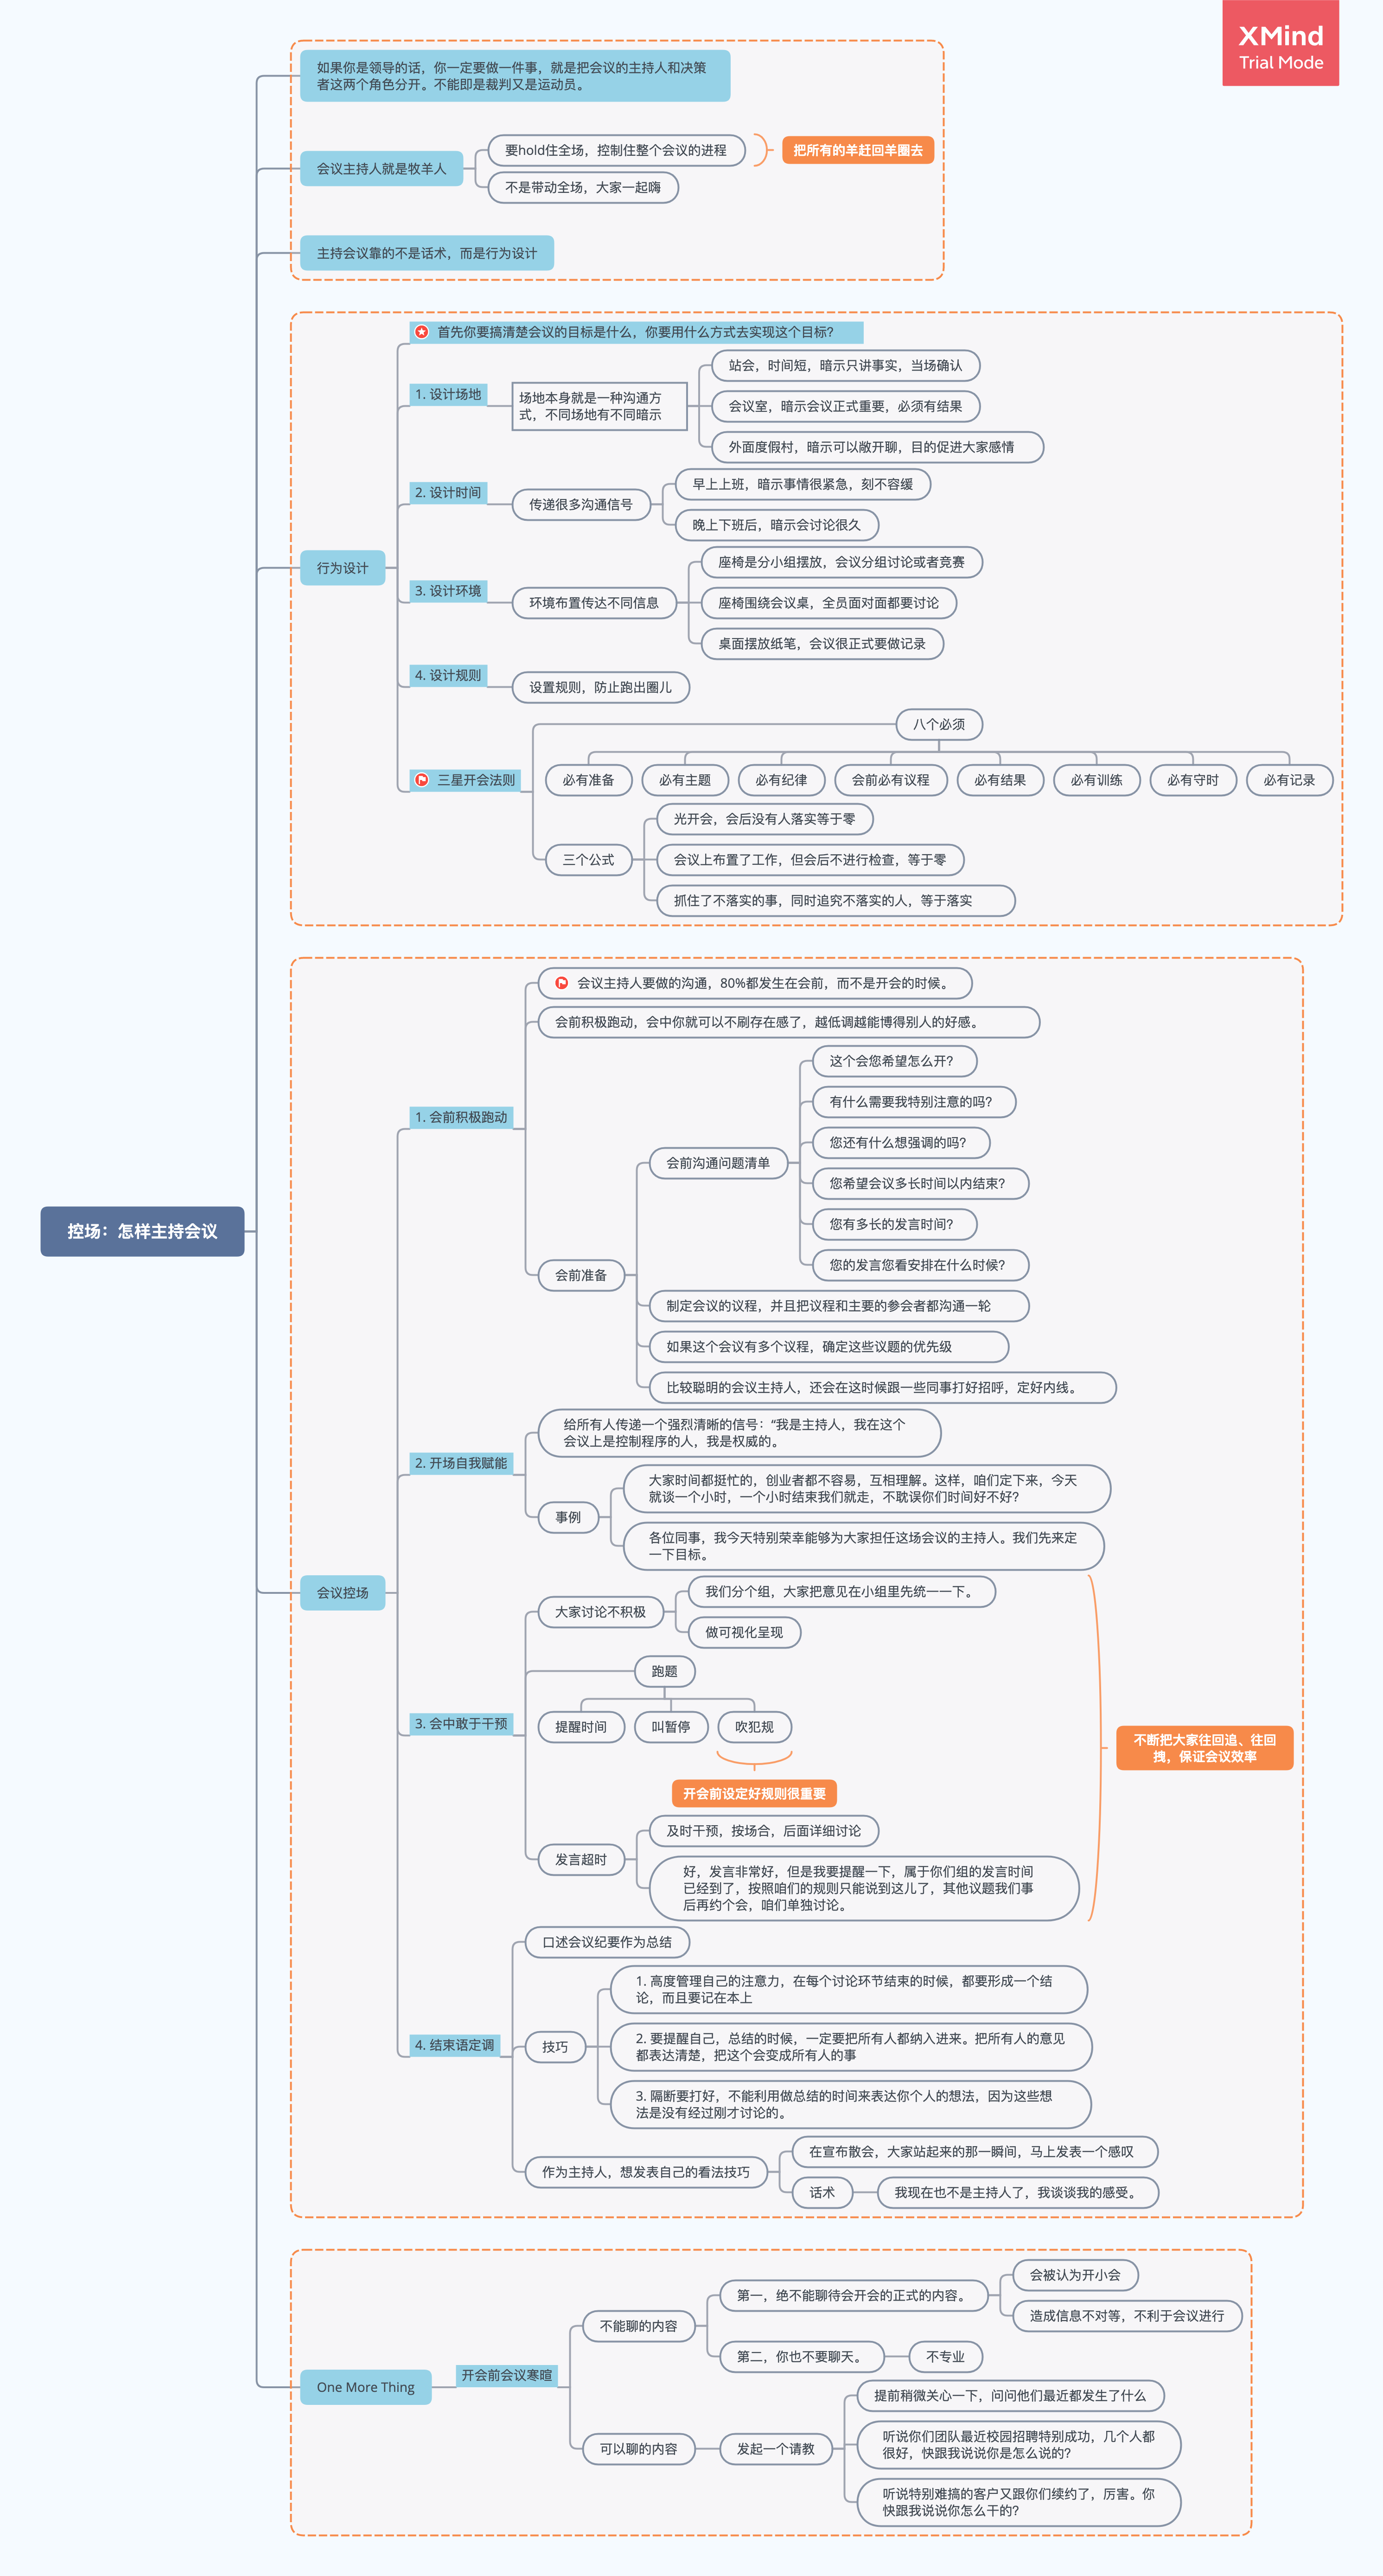 XMind
Trial Mode
如果你是领导的话，你一定要做一件事，就是把会议的主持人和决策
者这两个角色分开。不能即是裁判又是运动员。
会议主持人就是牧羊人
要hold住全场，控制住整个会议的进程
把所有的羊赶回羊圈去
不是带动全场，大家一起嗨
主持会议靠的不是话术，而是行为设计
行为设计
首先你要搞清楚会议的目标是什么，你要用什么方式去实现这个目标？
1. 设计场地
场地本身就是一种沟通方
式，不同场地有不同暗示
站会，时间短，暗示只讲事实，当场确认
会议室，暗示会议正式重要，必须有结果
外面度假村，暗示可以敞开聊，目的促进大家感情
2. 设计时间
传递很多沟通信号
早上上班，暗示事情很紧急，刻不容缓
晚上下班后，暗示会讨论很久
3. 设计环境
环境布置传达不同信息
座椅是分小组摆放，会议分组讨论或者竞赛
座椅围绕会议桌，全员面对面都要讨论
桌面摆放纸笔，会议很正式要做记录
4. 设计规则
设置规则，防止跑出圈儿
三星开会法则
八个必须
必有准备
必有主题
必有纪律
会前必有议程
必有结果
必有训练
必有守时
必有记录
三个公式
光开会，会后没有人落实等于零
会议上布置了工作，但会后不进行检查，等于零
抓住了不落实的事，同时追究不落实的人，等于落实
控场：怎样主持会议
会议控场
1. 会前积极跑动
会议主持人要做的沟通，80%都发生在会前，而不是开会的时候。
会前积极跑动，会中你就可以不刷存在感了，越低调越能博得别人的好感。
会前准备
会前沟通问题清单
这个会您希望怎么开？
有什么需要我特别注意的吗？
您还有什么想强调的吗？
您希望会议多长时间以内结束？
您有多长的发言时间？
您的发言您看安排在什么时候？
制定会议的议程，并且把议程和主要的参会者都沟通一轮
如果这个会议有多个议程，确定这些议题的优先级
比较聪明的会议主持人，还会在这时候跟一些同事打好招呼，定好内线。
2. 开场自我赋能
给所有人传递一个强烈清晰的信号：“我是主持人，我在这个
会议上是控制程序的人，我是权威的。
事例
大家时间都挺忙的，创业者都不容易，互相理解。这样，咱们定下来，今天
就谈一个小时，一个小时结束我们就走，不耽误你们时间好不好？
各位同事，我今天特别荣幸能够为大家担任这场会议的主持人。我们先来定
一下目标。
3. 会中敢于干预
大家讨论不积极
我们分个组，大家把意见在小组里先统一一下。
做可视化呈现
跑题
提醒时间
叫暂停
吹犯规
开会前设定好规则很重要
发言超时
及时干预，按场合，后面详细讨论
好，发言非常好，但是我要提醒一下，属于你们组的发言时间
已经到了，按照咱们的规则只能说到这儿了，其他议题我们事
后再约个会，咱们单独讨论。
不断把大家往回追、往回
拽，保证会议效率
4. 结束语定调
口述会议纪要作为总结
技巧
1. 高度管理自己的注意力，在每个讨论环节结束的时候，都要形成一个结
论，而且要记在本上
2. 要提醒自己，总结的时候，一定要把所有人都纳入进来。把所有人的意见
都表达清楚，把这个会变成所有人的事
3. 隔断要打好，不能利用做总结的时间来表达你个人的想法，因为这些想
法是没有经过刚才讨论的。
作为主持人，想发表自己的看法技巧
在宣布散会，大家站起来的那一瞬间，马上发表一个感叹
话术
我现在也不是主持人了，我谈谈我的感受。
One More Thing
开会前会议寒暄
不能聊的内容
第一，绝不能聊待会开会的正式的内容。
会被认为开小会
造成信息不对等，不利于会议进行
第二，你也不要聊天。
不专业
可以聊的内容
发起一个请教
提前稍微关心一下，问问他们最近都发生了什么
听说你们团队最近校园招聘特别成功，几个人都
很好，快跟我说说你是怎么说的？
听说特别难搞的客户又跟你们续约了，厉害。你
快跟我说说你怎么干的？